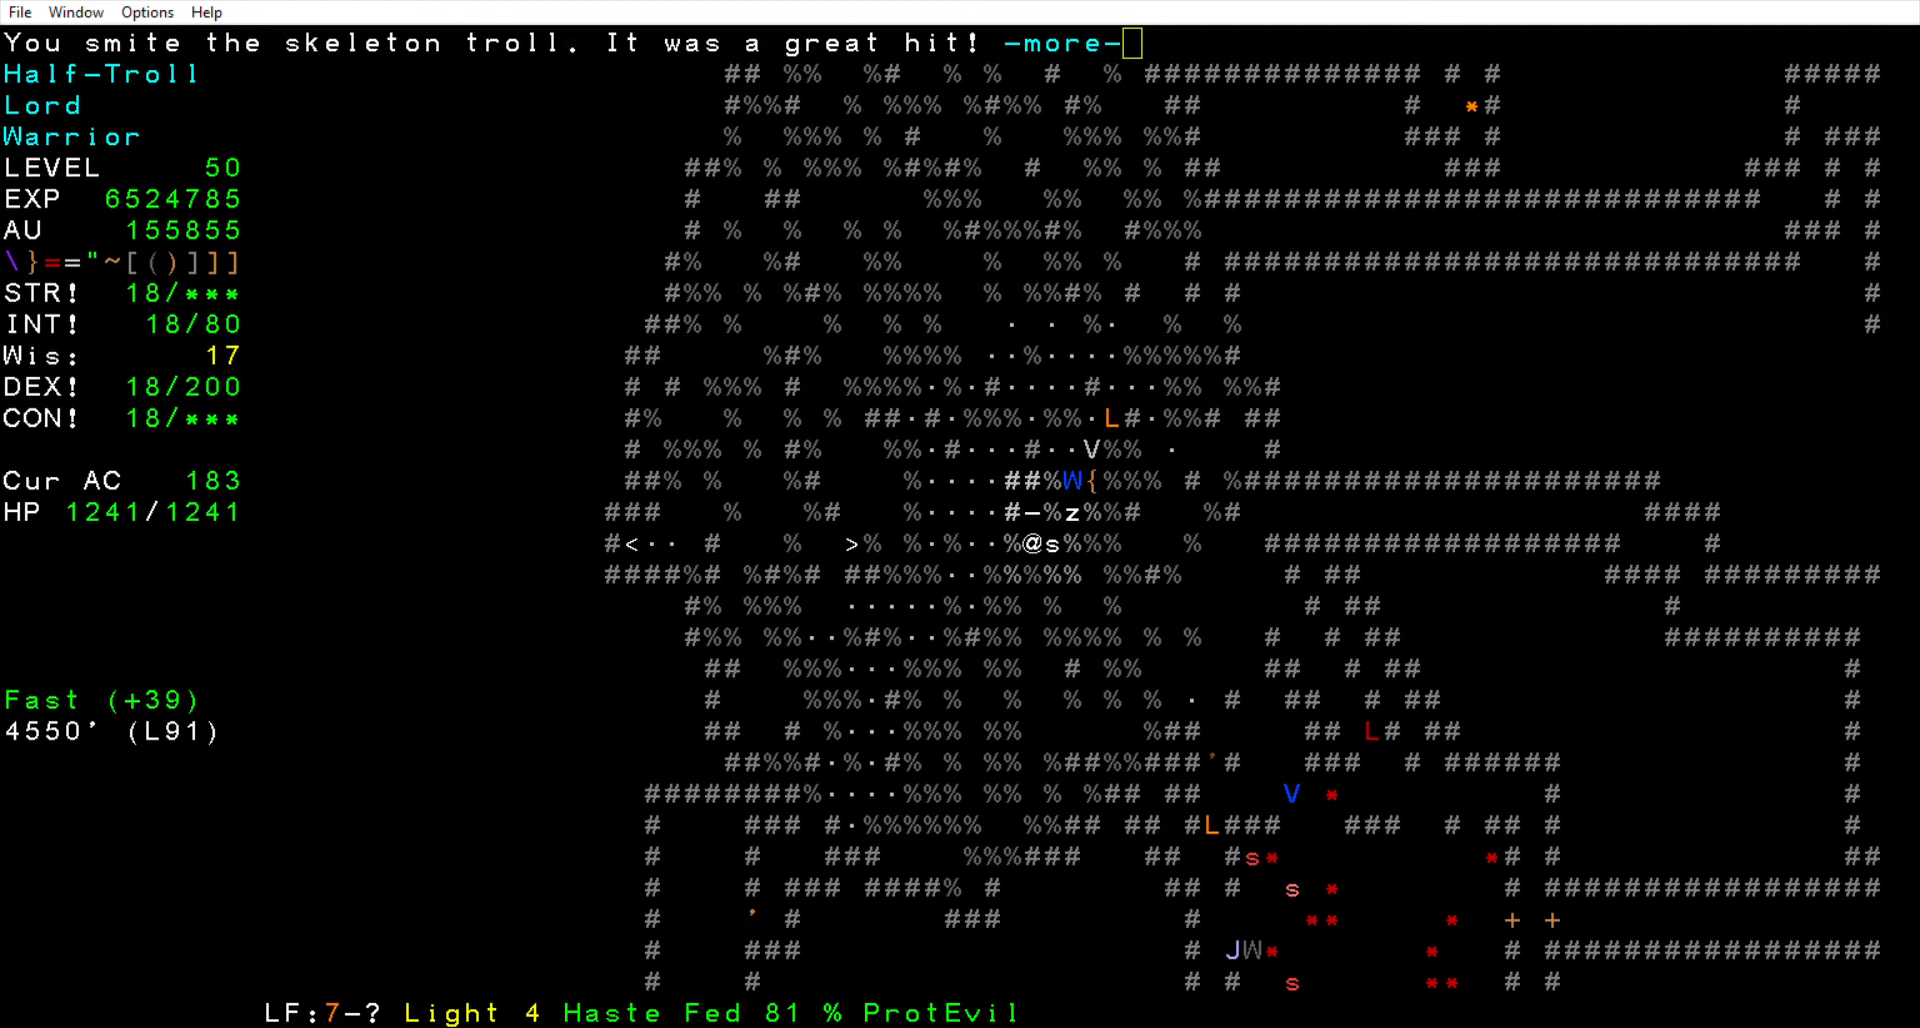 File Window Options Help
You smite the skeleton troll. It was a great hit! -more-
Half-Troll
Lord
Warrior
LEVEL 50
EXP 6524785
AU 155855
\}=="~[()]]]
STR! 18/***
INT! 18/80
Wis: 17
DEX! 18/200
CON! 18/***
Cur AC 183
HP 1241/1241
Fast (+39)
4550' (L91)
LF:7-? Light 4 Haste Fed 81 % ProtEvil